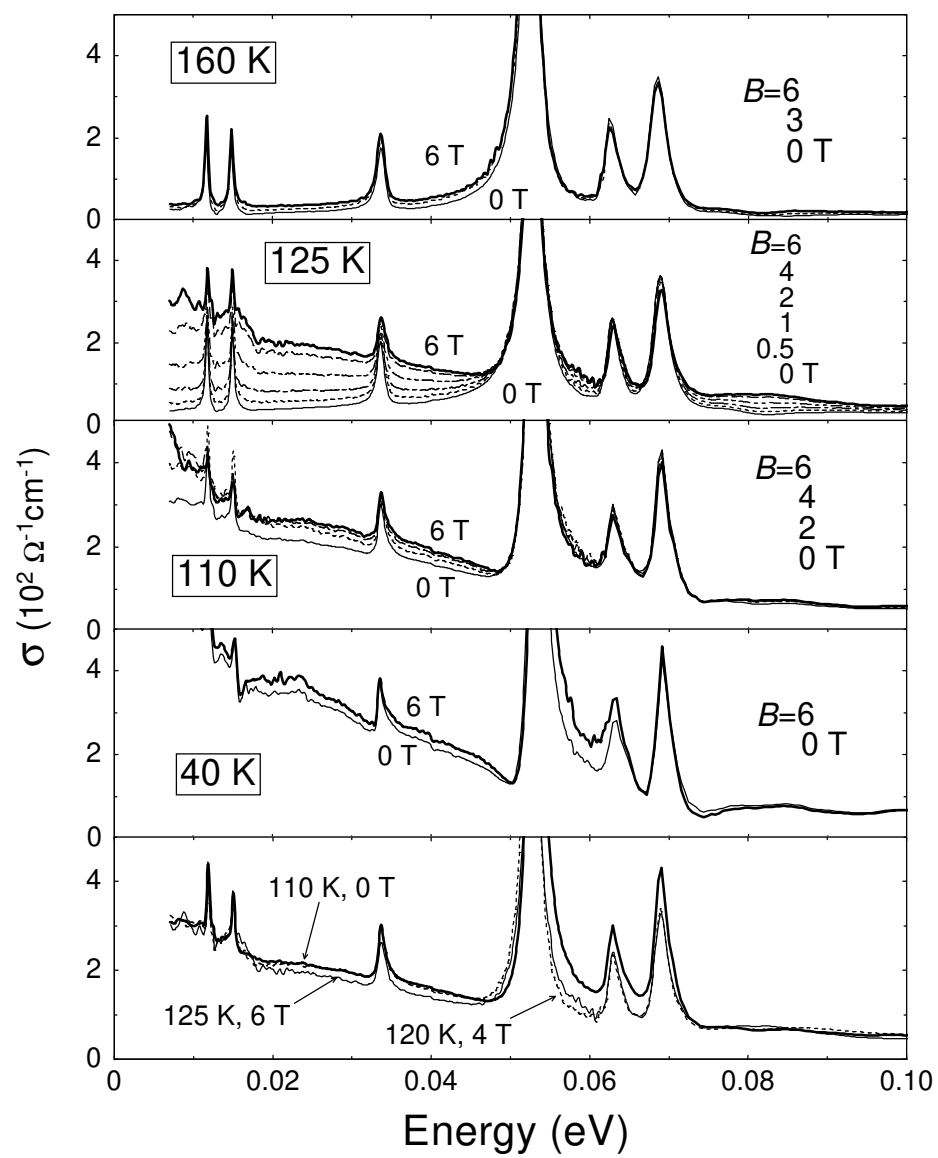 4
2
0
160 K
6 T
0 T
B=6
3
0 T
4
2
0
125 K
6 T
0 T
B=6
4
2
1
0.5
0 T
4
2
0
110 K
6 T
0 T
B=6
4
2
0 T
4
2
0
40 K
6 T
0 T
B=6
0 T
4
2
0
110 K, 0 T
125 K, 6 T
120 K, 4 T
σ (10² Ω⁻¹cm⁻¹)
0 0.02 0.04 0.06 0.08 0.10
Energy (eV)